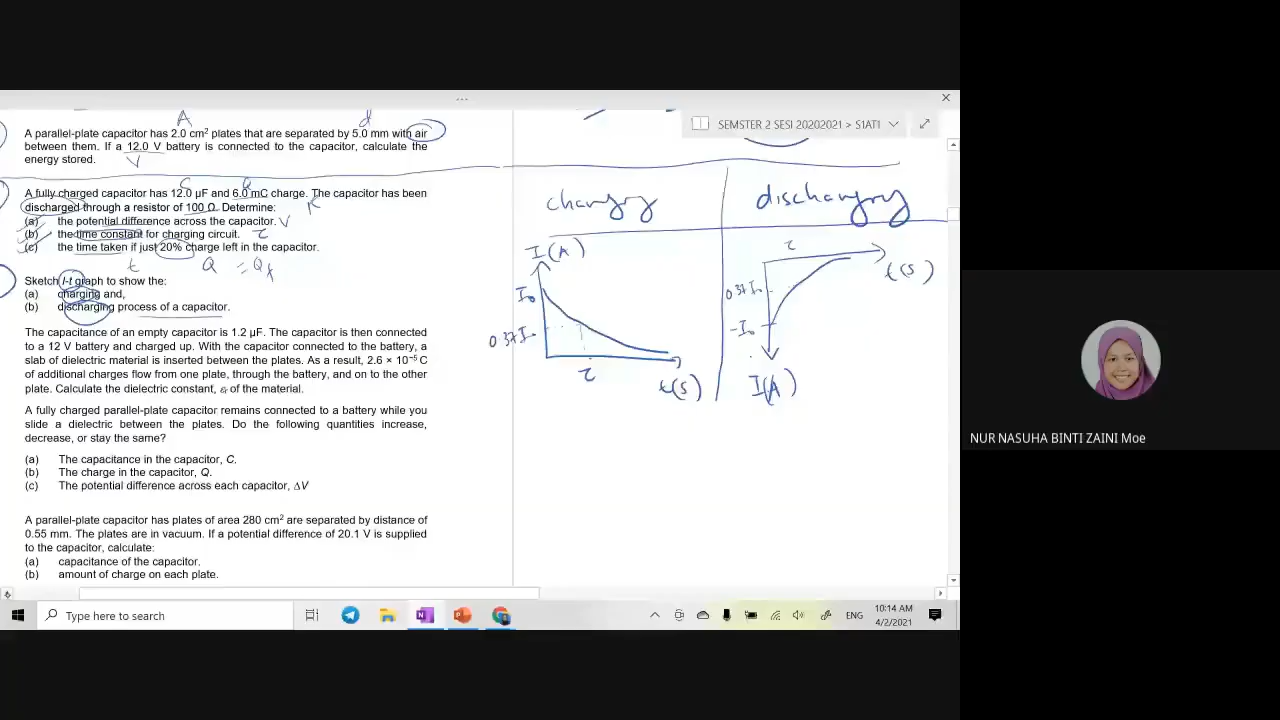 A
d
A parallel-plate capacitor has 2.0 cm² plates that are separated by 5.0 mm with air
between them. If a 12.0 V battery is connected to the capacitor, calculate the
energy stored.
V
C
Q
A fully charged capacitor has 12.0 μF and 6.0 mC charge. The capacitor has been
discharged through a resistor of 100 Ω. Determine:
R
(a) the potential difference across the capacitor. V
(b) the time constant for charging circuit. τ
(c) the time taken if just 20% charge left in the capacitor.
t
Q
Sketch I-t graph to show the:
(a) charging and,
(b) discharging process of a capacitor.
The capacitance of an empty capacitor is 1.2 μF. The capacitor is then connected
to a 12 V battery and charged up. With the capacitor connected to the battery, a
slab of dielectric material is inserted between the plates. As a result, 2.6 × 10⁻⁵ C
of additional charges flow from one plate, through the battery, and on to the other
plate. Calculate the dielectric constant, εr of the material.
A fully charged parallel-plate capacitor remains connected to a battery while you
slide a dielectric between the plates. Do the following quantities increase,
decrease, or stay the same?
(a) The capacitance in the capacitor, C.
(b) The charge in the capacitor, Q.
(c) The potential difference across each capacitor, ΔV
A parallel-plate capacitor has plates of area 280 cm² are separated by distance of
0.55 mm. The plates are in vacuum. If a potential difference of 20.1 V is supplied
to the capacitor, calculate:
(a) capacitance of the capacitor.
(b) amount of charge on each plate.
SEMSTER 2 SESI 20202021 > S1ATI
charging
discharging
I(A)
I₀
0.37I₀
τ
t(s)
τ
t(s)
0.37I₀
-I₀
I(A)
NUR NASUHA BINTI ZAINI Moe
Type here to search
ENG
10:14 AM
4/2/2021